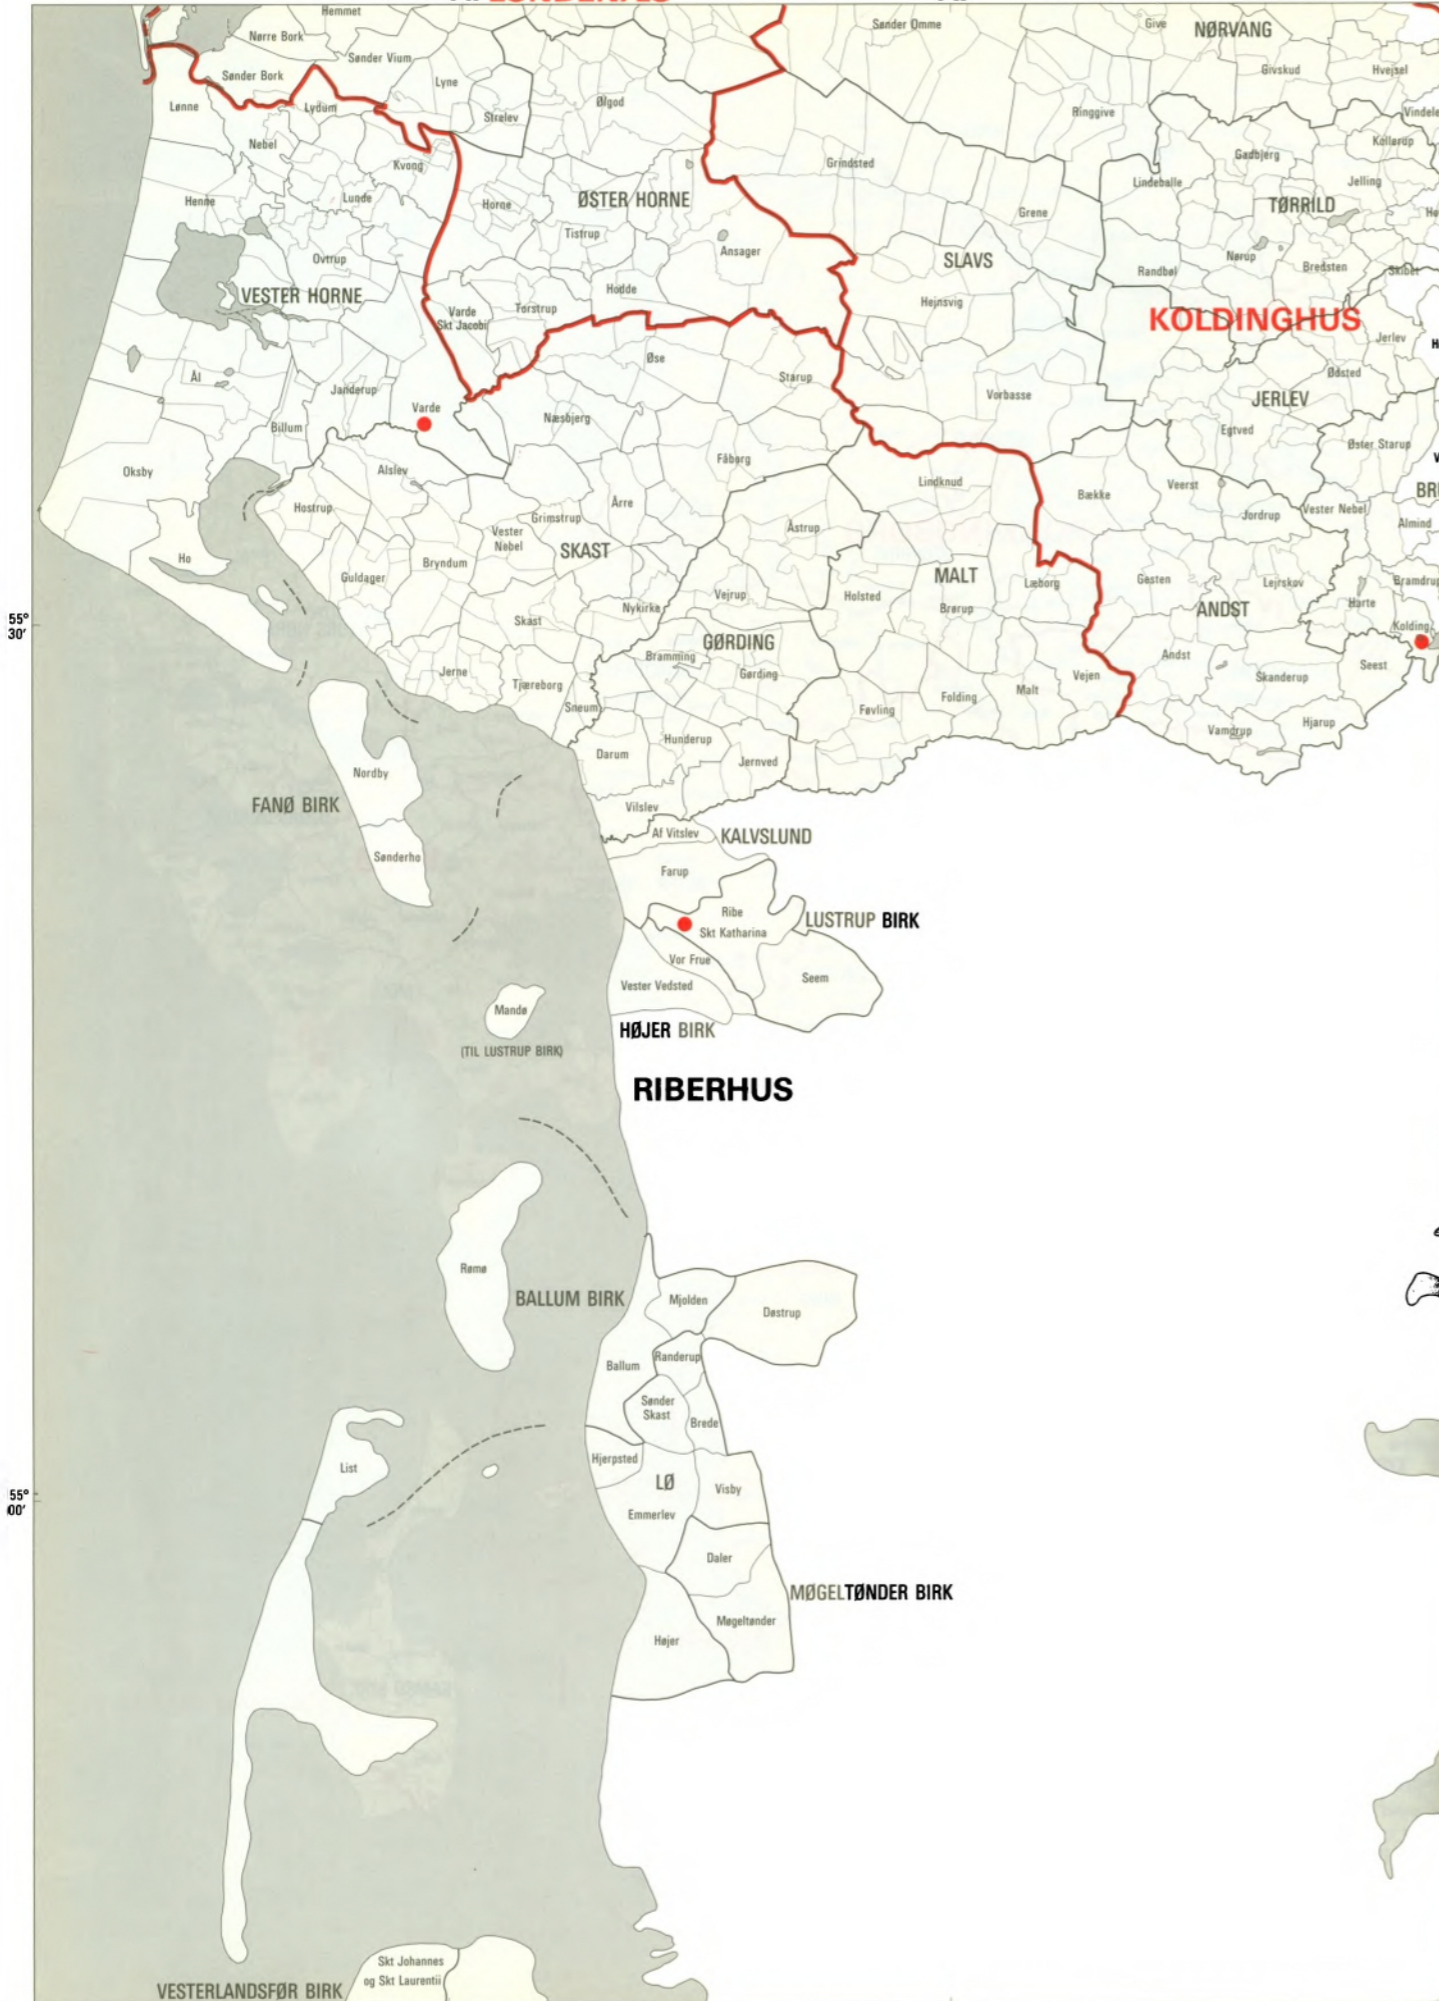 Hemmet
Nørre Bork
Sønder Vium
Sønder Omme
Give
NØRVANG
Sønder Bork
Lyne
Givskud
Hvejsel
Lønne
Lydum
Strelev
Ølgod
Ringgive
Nebel
Kvong
Grindsted
Gadbjerg
Kollerup
Lindeballe
Jelling
Henne
Lunde
Horne
ØSTER HORNE
Grene
TØRRILD
Tistrup
Ansager
SLAVS
Nørup
Bredsten
Ovtrup
Randbøl
Skibet
VESTER HORNE
Hodde
Hejnsvig
Varde
Skt Jacobi
Torstrup
KOLDINGHUS
Øse
Jerlev
Ål
Janderup
Starup
Ødsted
Varde
Næsbjerg
Vorbasse
JERLEV
Billum
Egtved
Øster Starup
Oksby
Alslev
Fåborg
Lindknud
Bække
Veerst
Hostrup
Årre
Jordrup
Vester Nebel
Grimstrup
Åstrup
Almind
Vester
Nebel
SKAST
Ho
Guldager
Bryndum
MALT
Læborg
Gesten
Lejrskov
Vejrup
Holsted
Brørup
ANDST
Harte
55°
30′
Skast
Nykirke
Kolding
GØRDING
Bramming
Gørding
Andst
Seest
Jerne
Tjæreborg
Vejen
Skanderup
Sneum
Føvling
Folding
Malt
Vamdrup
Hjarup
Hunderup
Darum
Jernved
Nordby
FANØ BIRK
Vilslev
Af Vitslev
KALVSLUND
Sønderho
Farup
Ribe
Skt Katharina
LUSTRUP BIRK
Vor Frue
Seem
Vester Vedsted
Mandø
(TIL LUSTRUP BIRK)
HØJER BIRK
RIBERHUS
Rømø
BALLUM BIRK
Mjolden
Døstrup
Ballum
Randerup
Sønder
Skast
Brede
Hjerpsted
List
LØ
Visby
55°
00′
Emmerlev
Daler
MØGELTØNDER BIRK
Møgeltønder
Højer
Skt Johannes
og Skt Laurentii
VESTERLANDSFØR BIRK